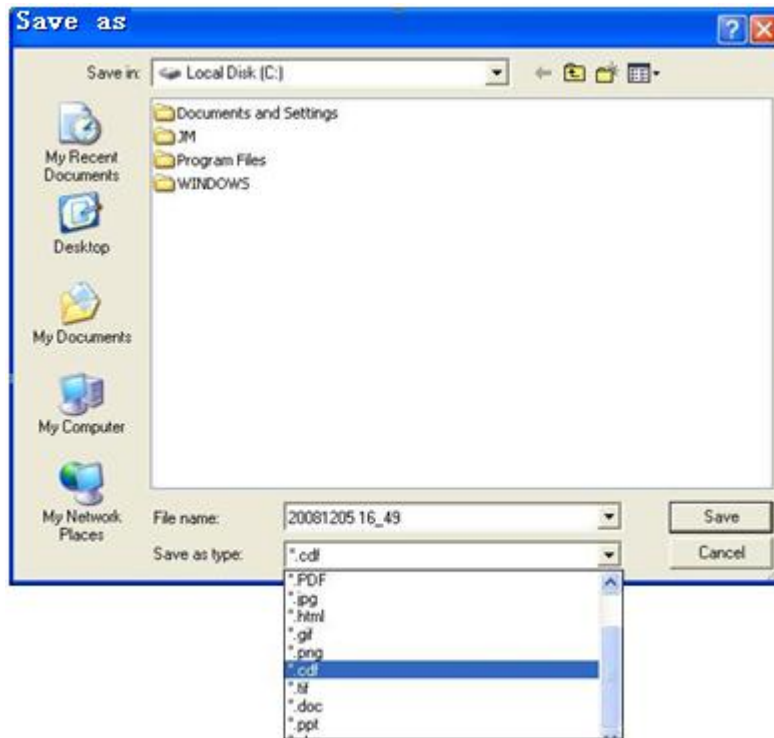 Save as
Save in:
Local Disk (C:)
My Recent
Documents
Desktop
My Documents
My Computer
My Network
Places
Documents and Settings
JM
Program Files
WINDOWS
File name:
20081205 16_49
Save
Save as type:
*.cdf
Cancel
*.PDF
*.jpg
*.html
*.gif
*.png
*.cdf
*.tif
*.doc
*.ppt